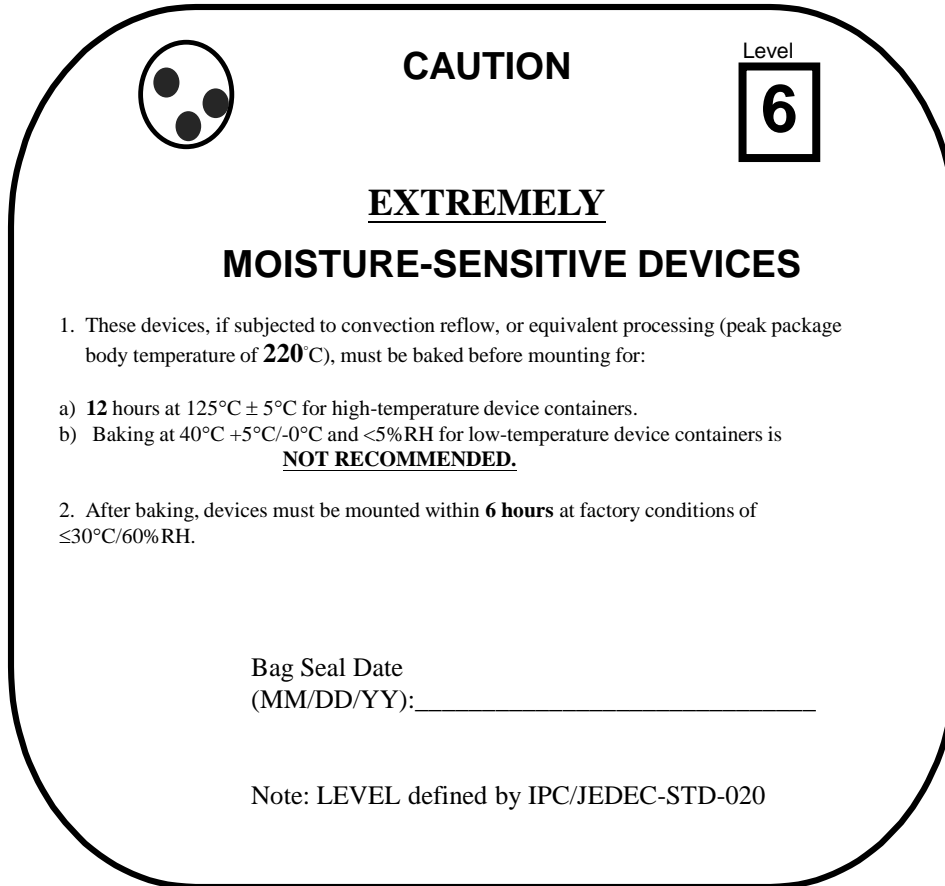 CAUTION
Level
6
EXTREMELY
MOISTURE-SENSITIVE DEVICES
1. These devices, if subjected to convection reflow, or equivalent processing (peak package
body temperature of 220°C), must be baked before mounting for:
a) 12 hours at 125°C ± 5°C for high-temperature device containers.
b) Baking at 40°C +5°C/-0°C and <5%RH for low-temperature device containers is
NOT RECOMMENDED.
2. After baking, devices must be mounted within 6 hours at factory conditions of
≤30°C/60%RH.
Bag Seal Date
(MM/DD/YY):______________________________
Note: LEVEL defined by IPC/JEDEC-STD-020